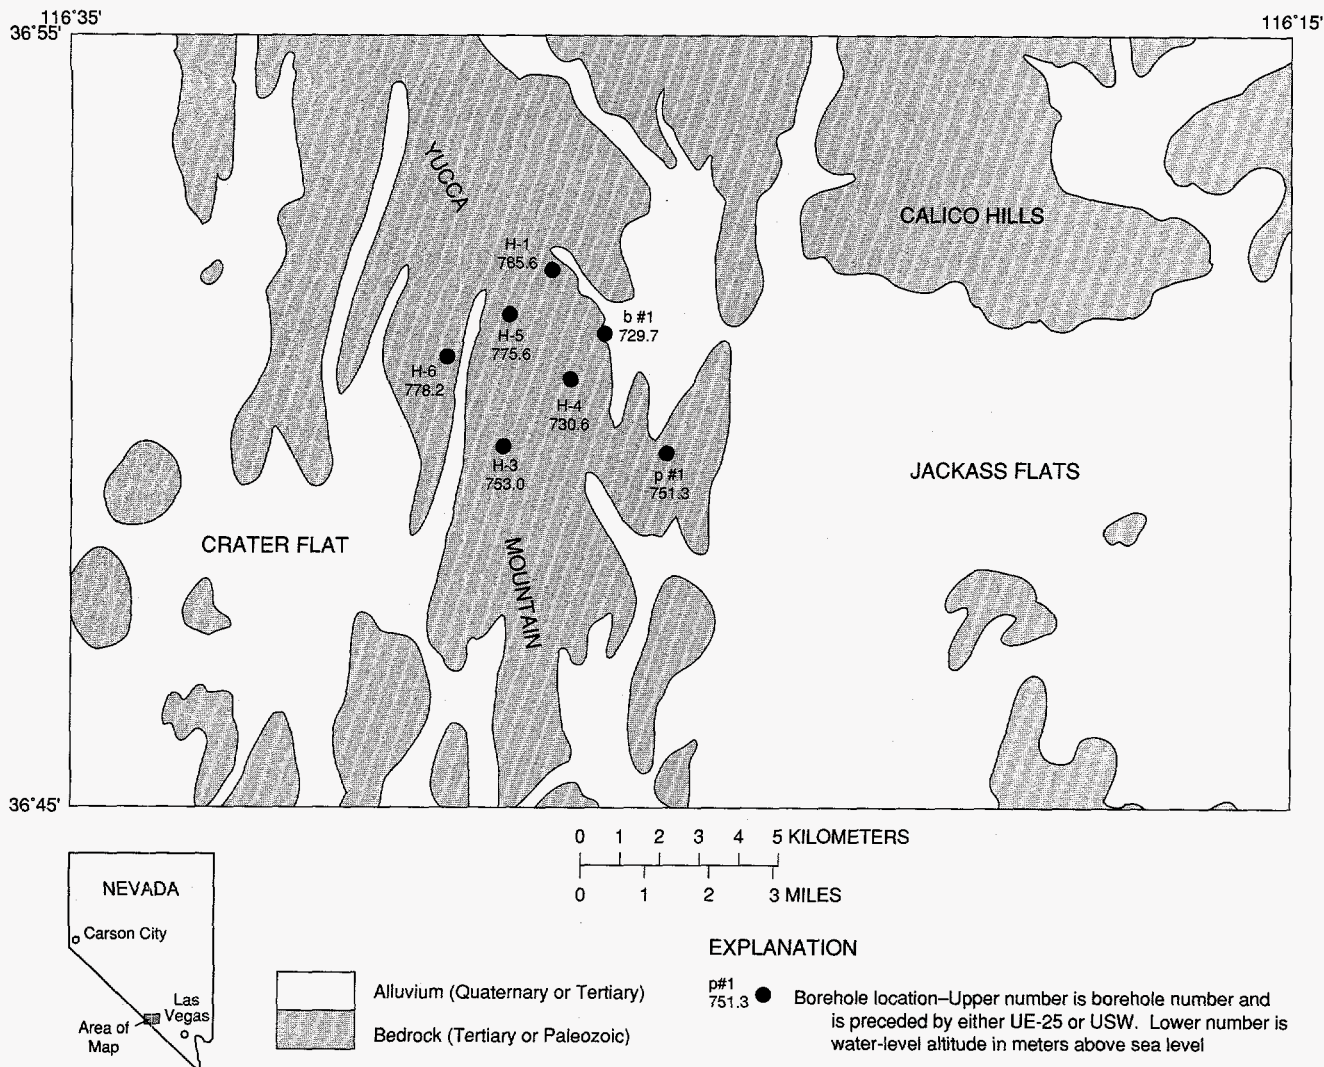 116°35'
116°15'
36°55'
YUCCA
CALICO HILLS
H-1
785.6
b #1
729.7
H-5
775.6
H-6
778.2
H-4
730.6
H-3
753.0
p #1
751.3
JACKASS FLATS
CRATER FLAT
MOUNTAIN
36°45'
0 1 2 3 4 5 KILOMETERS
0 1 2 3 MILES
NEVADA
Carson City
Las
Vegas
Area of
Map
Alluvium (Quaternary or Tertiary)
Bedrock (Tertiary or Paleozoic)
EXPLANATION
p#1
751.3
Borehole location–Upper number is borehole number and
is preceded by either UE-25 or USW. Lower number is
water-level altitude in meters above sea level